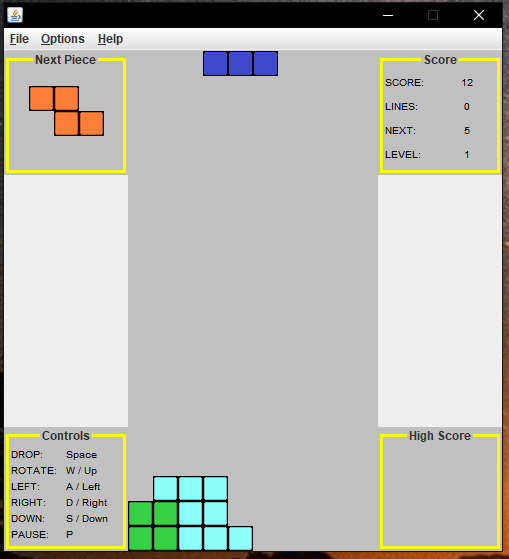 File Options Help
Next Piece
Score
SCORE: 12
LINES: 0
NEXT: 5
LEVEL: 1
Controls
DROP: Space
ROTATE: W / Up
LEFT: A / Left
RIGHT: D / Right
DOWN: S / Down
PAUSE: P
High Score